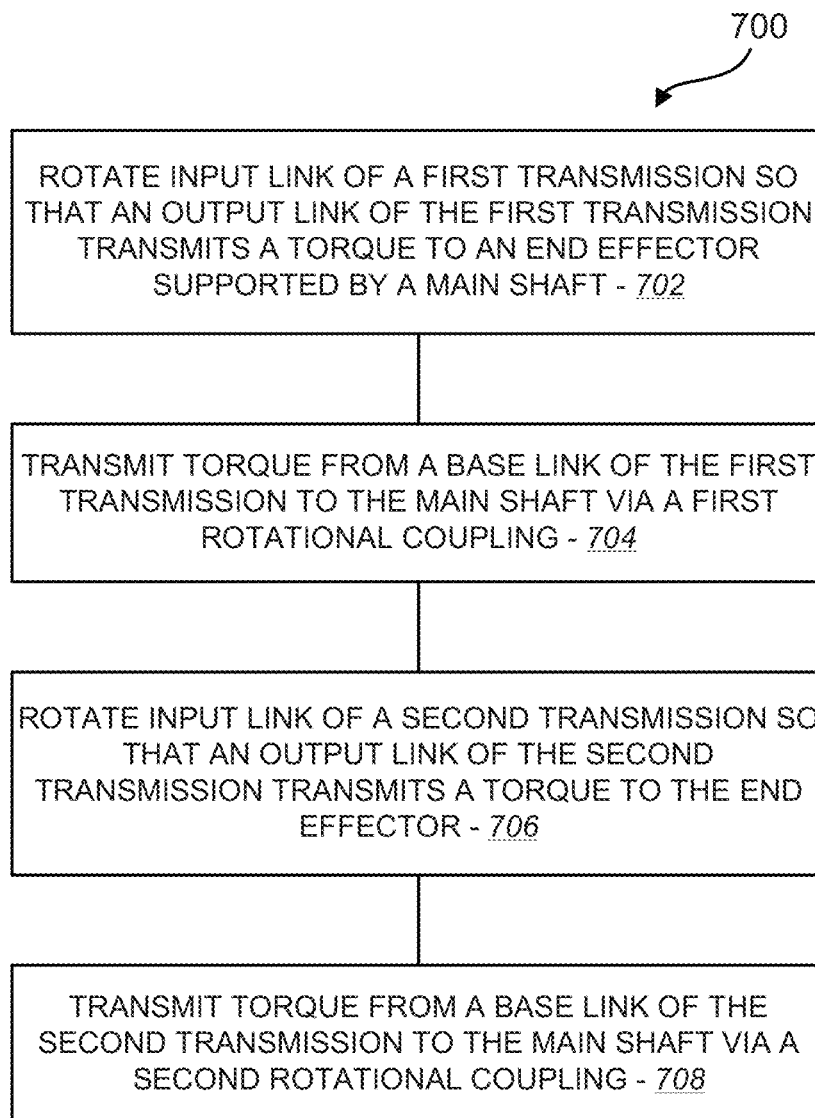 700
ROTATE INPUT LINK OF A FIRST TRANSMISSION SO
THAT AN OUTPUT LINK OF THE FIRST TRANSMISSION
TRANSMITS A TORQUE TO AN END EFFECTOR
SUPPORTED BY A MAIN SHAFT - 702
TRANSMIT TORQUE FROM A BASE LINK OF THE FIRST
TRANSMISSION TO THE MAIN SHAFT VIA A FIRST
ROTATIONAL COUPLING - 704
ROTATE INPUT LINK OF A SECOND TRANSMISSION SO
THAT AN OUTPUT LINK OF THE SECOND
TRANSMISSION TRANSMITS A TORQUE TO THE END
EFFECTOR - 706
TRANSMIT TORQUE FROM A BASE LINK OF THE
SECOND TRANSMISSION TO THE MAIN SHAFT VIA A
SECOND ROTATIONAL COUPLING - 708